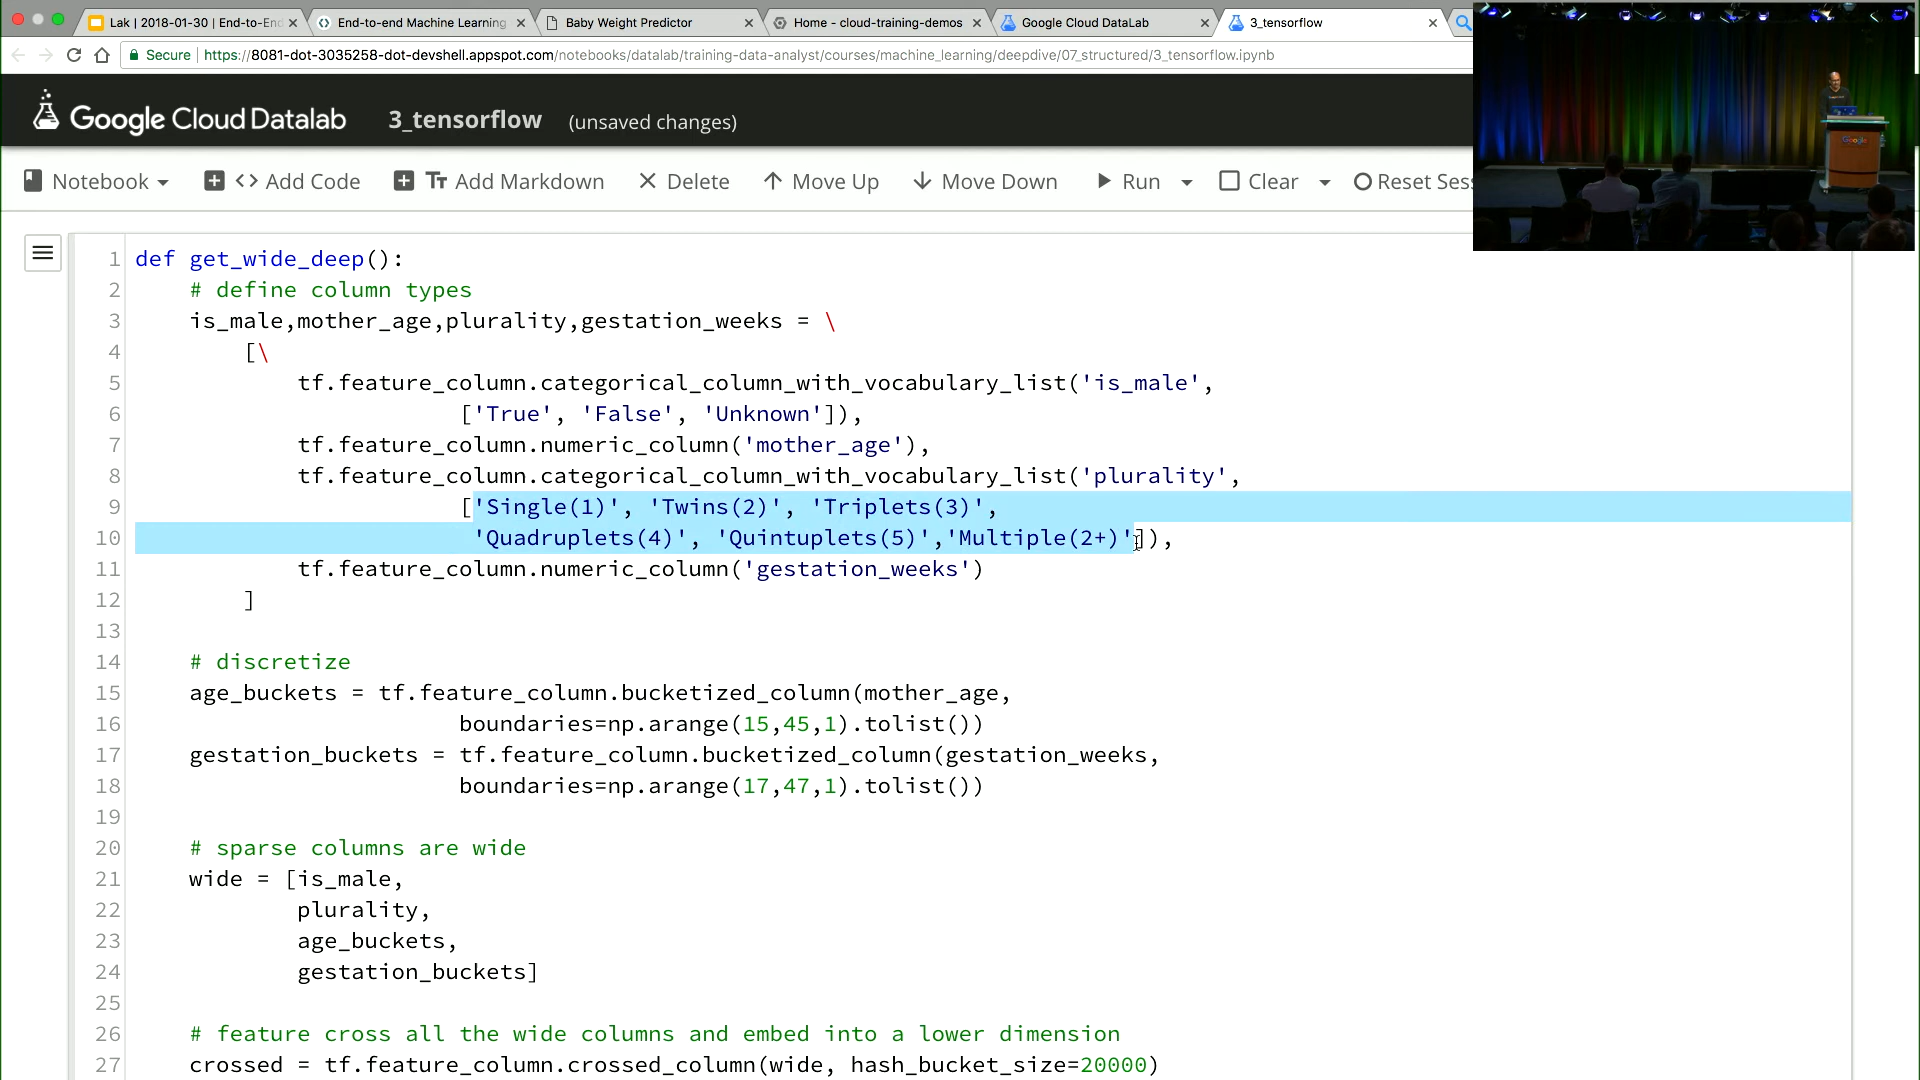 Lak | 2018-01-30 | End-to-En
End-to-end Machine Learning
Baby Weight Predictor
Home - cloud-training-demos
Google Cloud DataLab
3_tensorflow
Secure | https://8081-dot-3035258-dot-devshell.appspot.com/notebooks/datalab/training-data-analyst/courses/machine_learning/deepdive/07_structured/3_tensorflow.ipynb
Google Cloud Datalab 3_tensorflow (unsaved changes)
Notebook <> Add Code Tт Add Markdown Delete Move Up Move Down Run Clear Reset Sess
Google
1 def get_wide_deep():
2     # define column types
3     is_male,mother_age,plurality,gestation_weeks = \
4         [\
5             tf.feature_column.categorical_column_with_vocabulary_list('is_male',
6                         ['True', 'False', 'Unknown']),
7             tf.feature_column.numeric_column('mother_age'),
8             tf.feature_column.categorical_column_with_vocabulary_list('plurality',
9                         ['Single(1)', 'Twins(2)', 'Triplets(3)',
10                         'Quadruplets(4)', 'Quintuplets(5)','Multiple(2+)']),
11             tf.feature_column.numeric_column('gestation_weeks')
12         ]
13
14     # discretize
15     age_buckets = tf.feature_column.bucketized_column(mother_age,
16                         boundaries=np.arange(15,45,1).tolist())
17     gestation_buckets = tf.feature_column.bucketized_column(gestation_weeks,
18                         boundaries=np.arange(17,47,1).tolist())
19
20     # sparse columns are wide
21     wide = [is_male,
22             plurality,
23             age_buckets,
24             gestation_buckets]
25
26     # feature cross all the wide columns and embed into a lower dimension
27     crossed = tf.feature_column.crossed_column(wide, hash_bucket_size=20000)